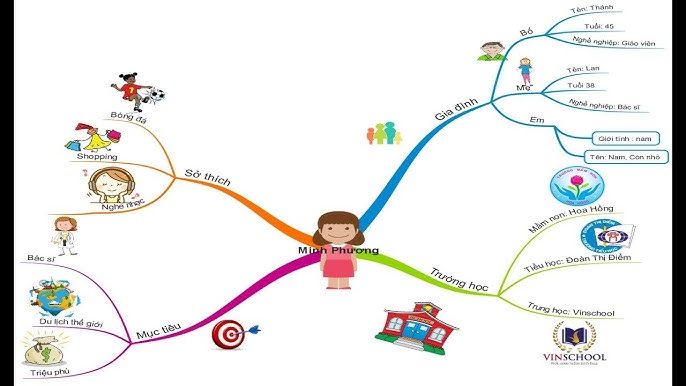 Minh Phương
Gia đình
Bố
Tên: Thành
Tuổi: 45
Nghề nghiệp: Giáo viên
Mẹ
Tên: Lan
Tuổi 38
Nghề nghiệp: Bác sĩ
Em
Giới tính : nam
Tên: Nam, Còn nhỏ
Trường học
Mầm non: Hoa Hồng
Tiểu học: Đoàn Thị Điểm
Trung học: Vinschool
VINSCHOOL
Sở thích
Bóng đá
Shopping
Nghe nhạc
Mục tiêu
Bác sĩ
Du lịch thế giới
Triệu phú